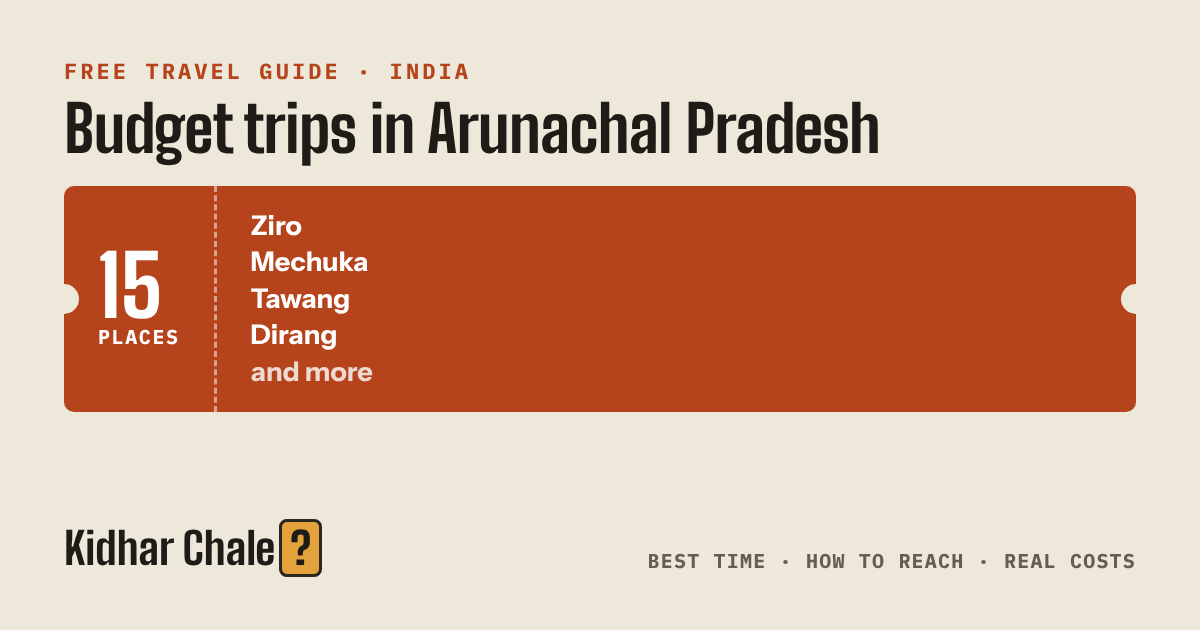 FREE TRAVEL GUIDE · INDIA
Budget trips in Arunachal Pradesh
15
PLACES
Ziro
Mechuka
Tawang
Dirang
and more
Kidhar Chale ?
BEST TIME · HOW TO REACH · REAL COSTS